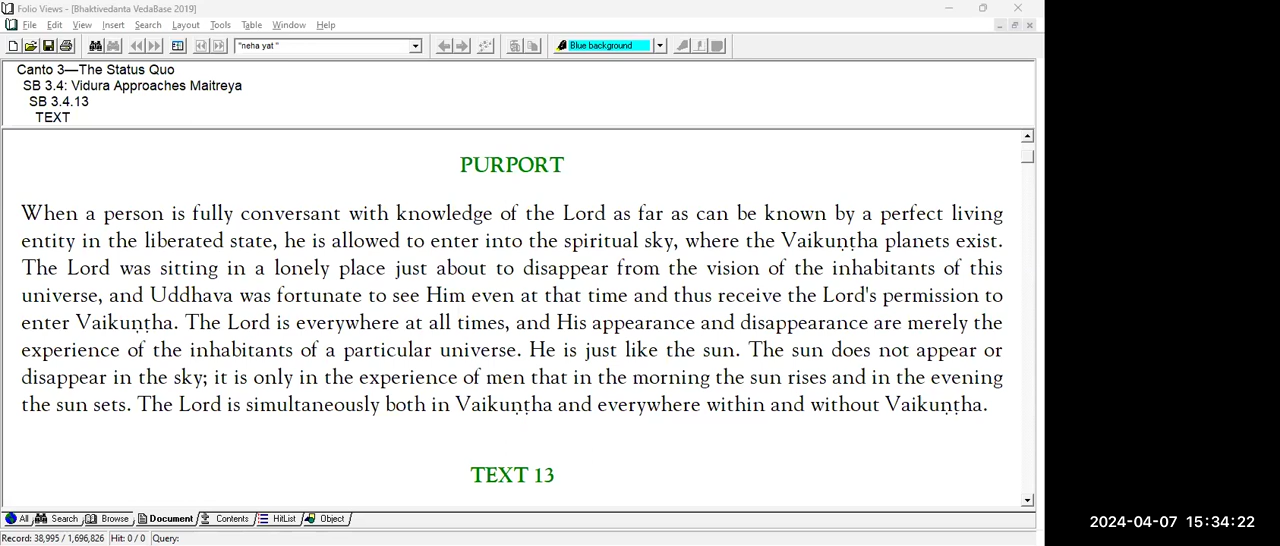 Folio Views - [Bhaktivedanta VedaBase 2019]
File Edit View Insert Search Layout Tools Table Window Help
"neha yat " Blue background
Canto 3—The Status Quo
SB 3.4: Vidura Approaches Maitreya
SB 3.4.13
TEXT
PURPORT
When a person is fully conversant with knowledge of the Lord as far as can be known by a perfect living
entity in the liberated state, he is allowed to enter into the spiritual sky, where the Vaikuṇṭha planets exist.
The Lord was sitting in a lonely place just about to disappear from the vision of the inhabitants of this
universe, and Uddhava was fortunate to see Him even at that time and thus receive the Lord's permission to
enter Vaikuṇṭha. The Lord is everywhere at all times, and His appearance and disappearance are merely the
experience of the inhabitants of a particular universe. He is just like the sun. The sun does not appear or
disappear in the sky; it is only in the experience of men that in the morning the sun rises and in the evening
the sun sets. The Lord is simultaneously both in Vaikuṇṭha and everywhere within and without Vaikuṇṭha.
TEXT 13
All Search Browse Document Contents HitList Object
Record: 38,995 / 1,696,826 Hit: 0 / 0 Query:
2024-04-07 15:34:22